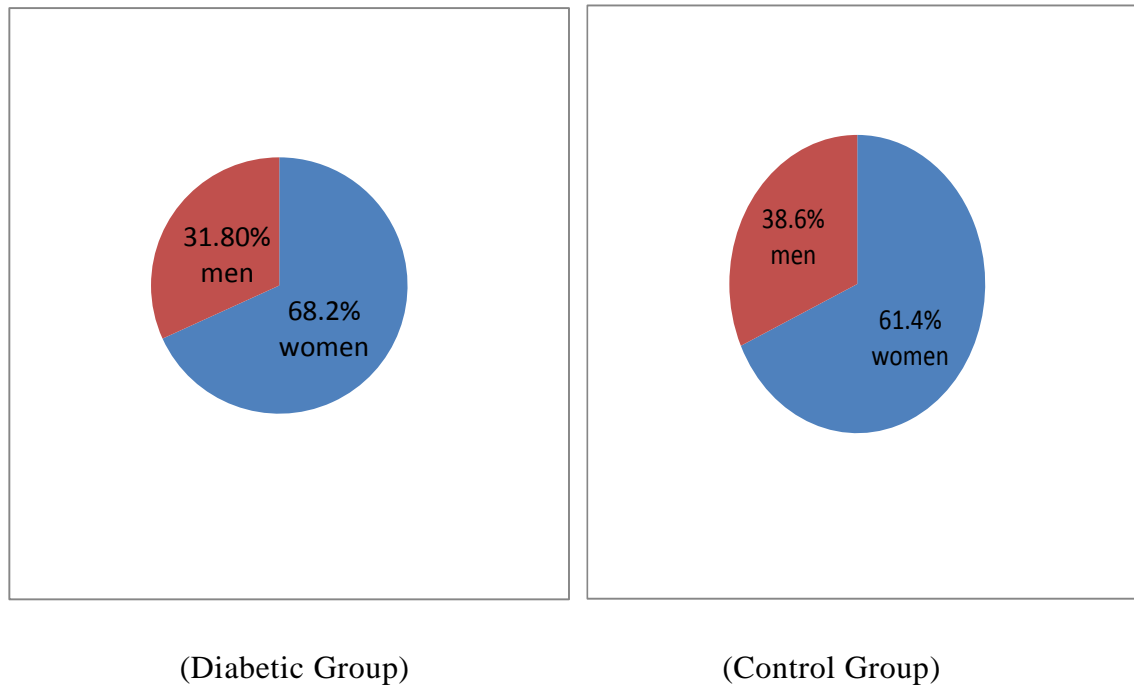 31.80%
men
68.2%
women
38.6%
men
61.4%
women
(Diabetic Group)
(Control Group)